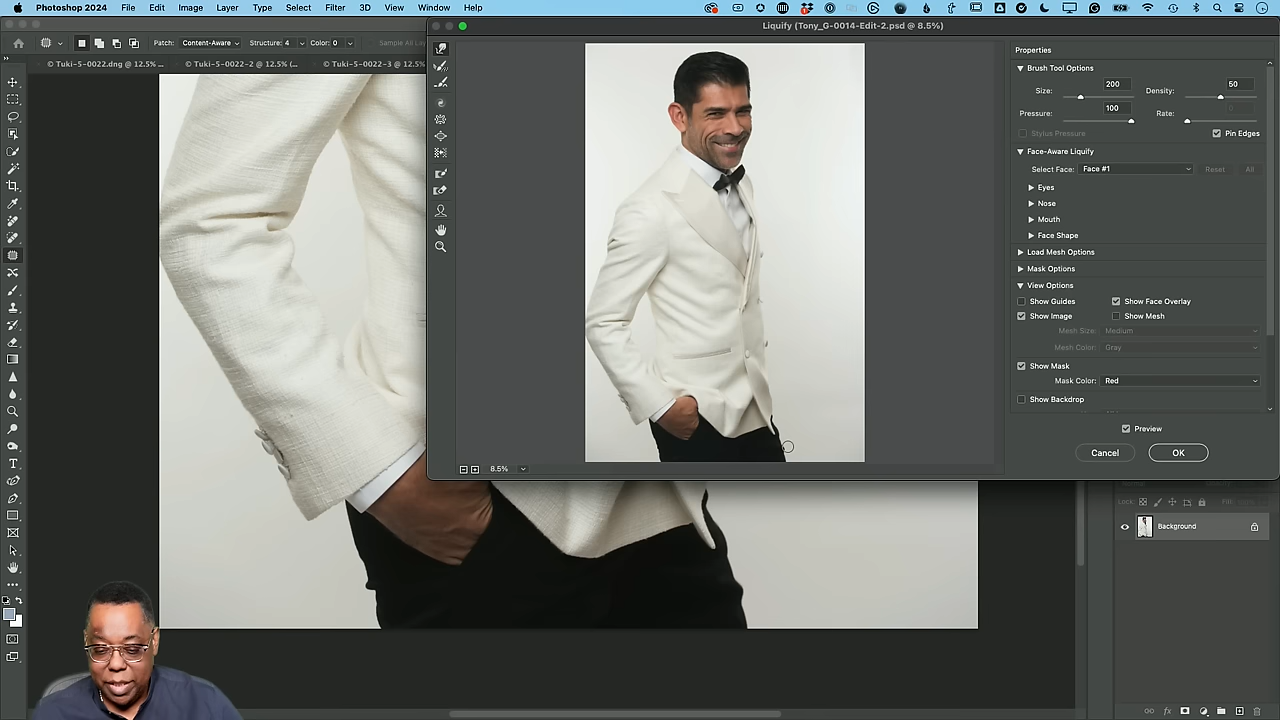 Photoshop 2024 File Edit Image Layer Type Select Filter 3D View Window Help
Liquify (Tony_G-0014-Edit-2.psd @ 8.5%)
Patch: Content-Aware Structure: 4 Color: 0 Sample All La
© Tuki-5-0022.dng @ 12.5% ... © Tuki-5-0022-2 @ 12.5% (... © Tuki-5-0022-3 @ 12.5%
Properties
Brush Tool Options
Size: 200 Density: 50
Pressure: 100 Rate: 0
Stylus Pressure Pin Edges
Face-Aware Liquify
Select Face: Face #1 Reset All
Eyes
Nose
Mouth
Face Shape
Load Mesh Options
Mask Options
View Options
Show Guides Show Face Overlay
Show Image Show Mesh
Mesh Size: Medium
Mesh Color: Gray
Show Mask
Mask Color: Red
Show Backdrop
Preview
Cancel OK
8.5%
Lock: Fill:
Background